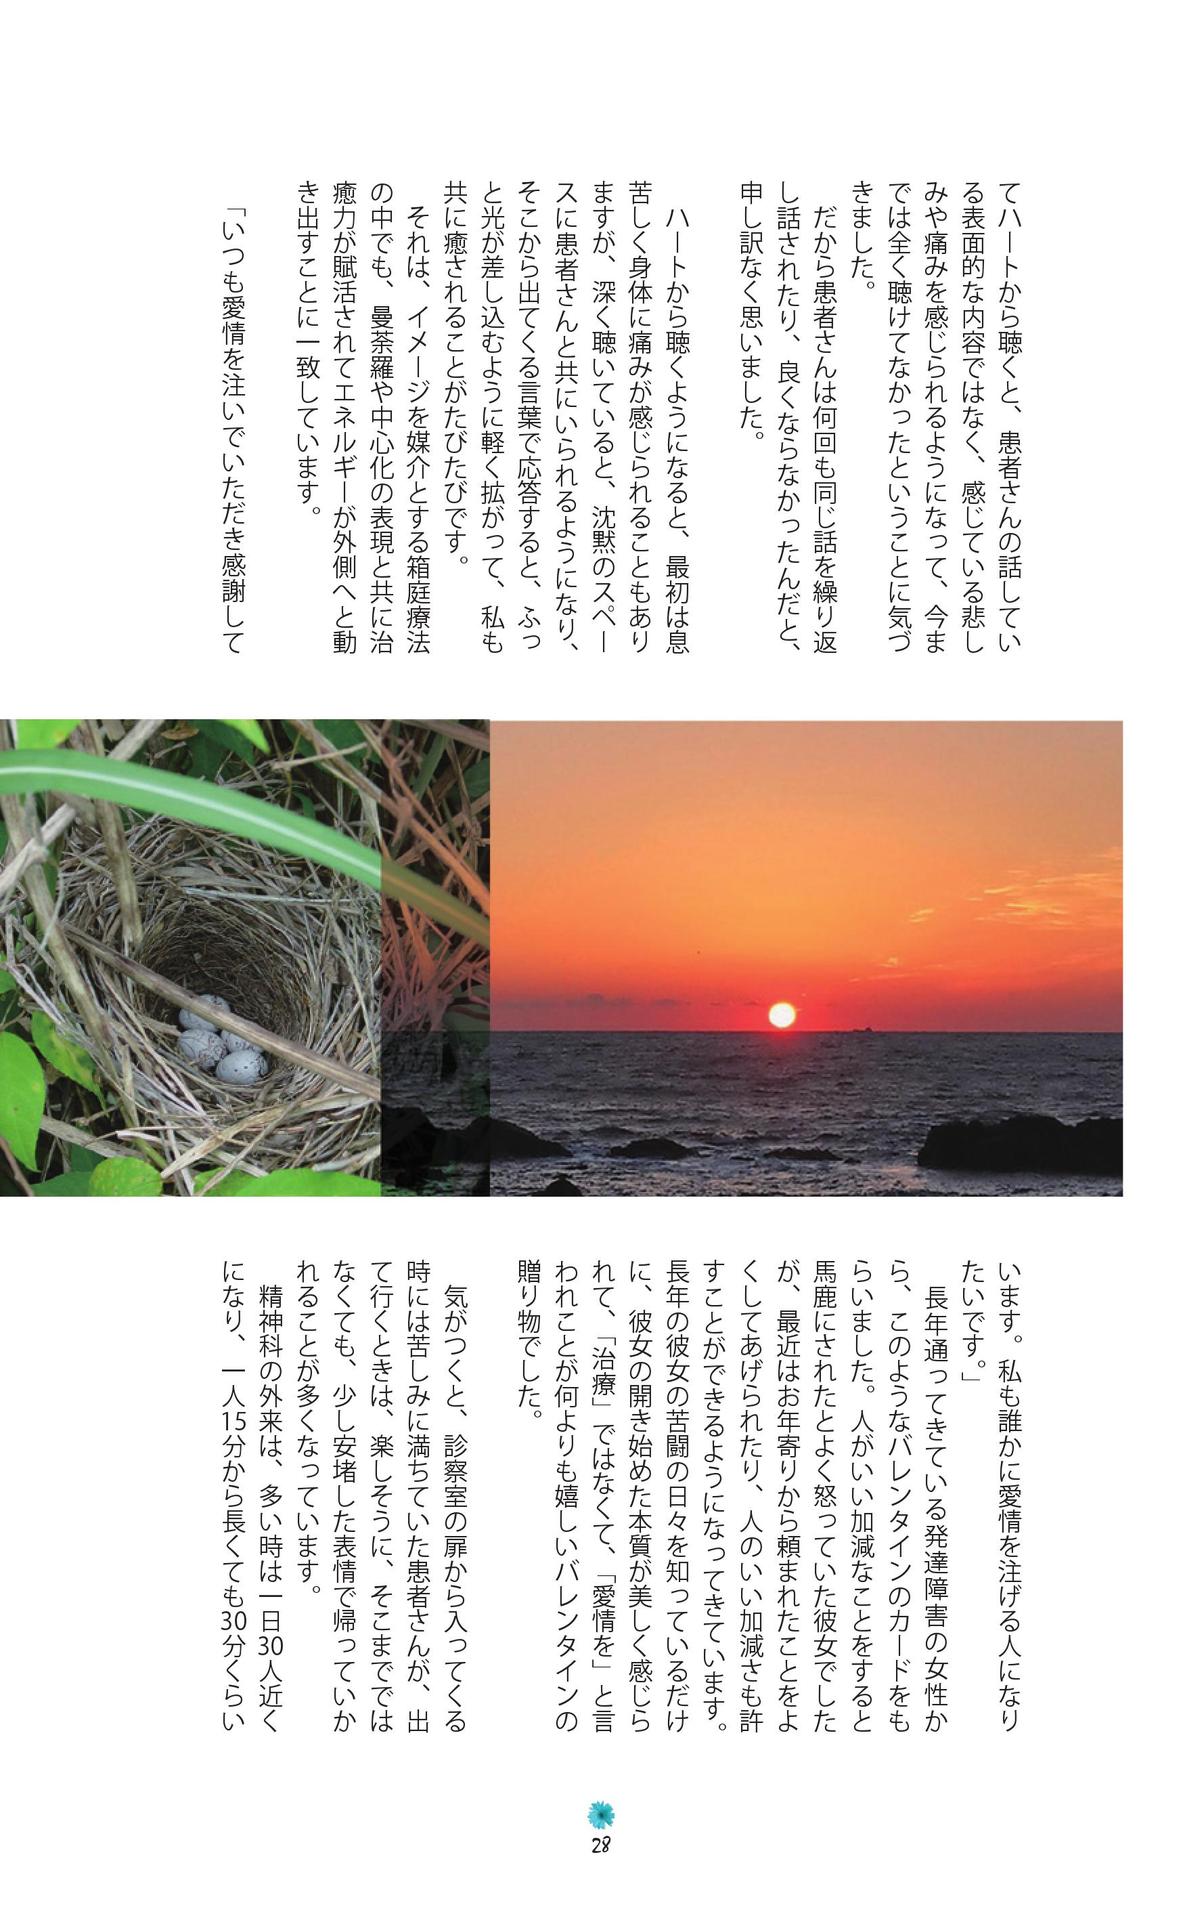 てハートから聴くと、患者さんの話してい
る表面的な内容ではなく、感じている悲し
みや痛みを感じられるようになって、今ま
では全く聴けてなかったということに気づ
きました。
だから患者さんは何回も同じ話を繰り返
し話されたり、良くならなかったんだと、
申し訳なく思いました。
ハートから聴くようになると、最初は息
苦しく身体に痛みが感じられることもあり
ますが、深く聴いていると、沈黙のスペー
スに患者さんと共にいられるようになり、
そこから出てくる言葉で応答すると、ふっ
と光が差し込むように軽く拡がって、私も
共に癒されることがたびたびです。
それは、イメージを媒介とする箱庭療法
の中でも、曼荼羅や中心化の表現と共に治
癒力が賦活されてエネルギーが外側へと動
き出すことに一致しています。
「いつも愛情を注いでいただき感謝して
います。私も誰かに愛情を注げる人になり
たいです。」
長年通ってきている発達障害の女性か
ら、このようなバレンタインのカードをも
らいました。人がいい加減なことをすると
馬鹿にされたとよく怒っていた彼女でした
が、最近はお年寄りから頼まれたことをよ
くしてあげられたり、人のいい加減さも許
すことができるようになってきています。
長年の彼女の苦闘の日々を知っているだけ
に、彼女の開き始めた本質が美しく感じら
れて、「治療」ではなくて、「愛情を」と言
われことが何よりも嬉しいバレンタインの
贈り物でした。
気がつくと、診察室の扉から入ってくる
時には苦しみに満ちていた患者さんが、出
て行くときは、楽しそうに、そこまででは
なくても、少し安堵した表情で帰っていか
れることが多くなっています。
精神科の外来は、多い時は一日30人近く
になり、一人15分から長くても30分くらい
28